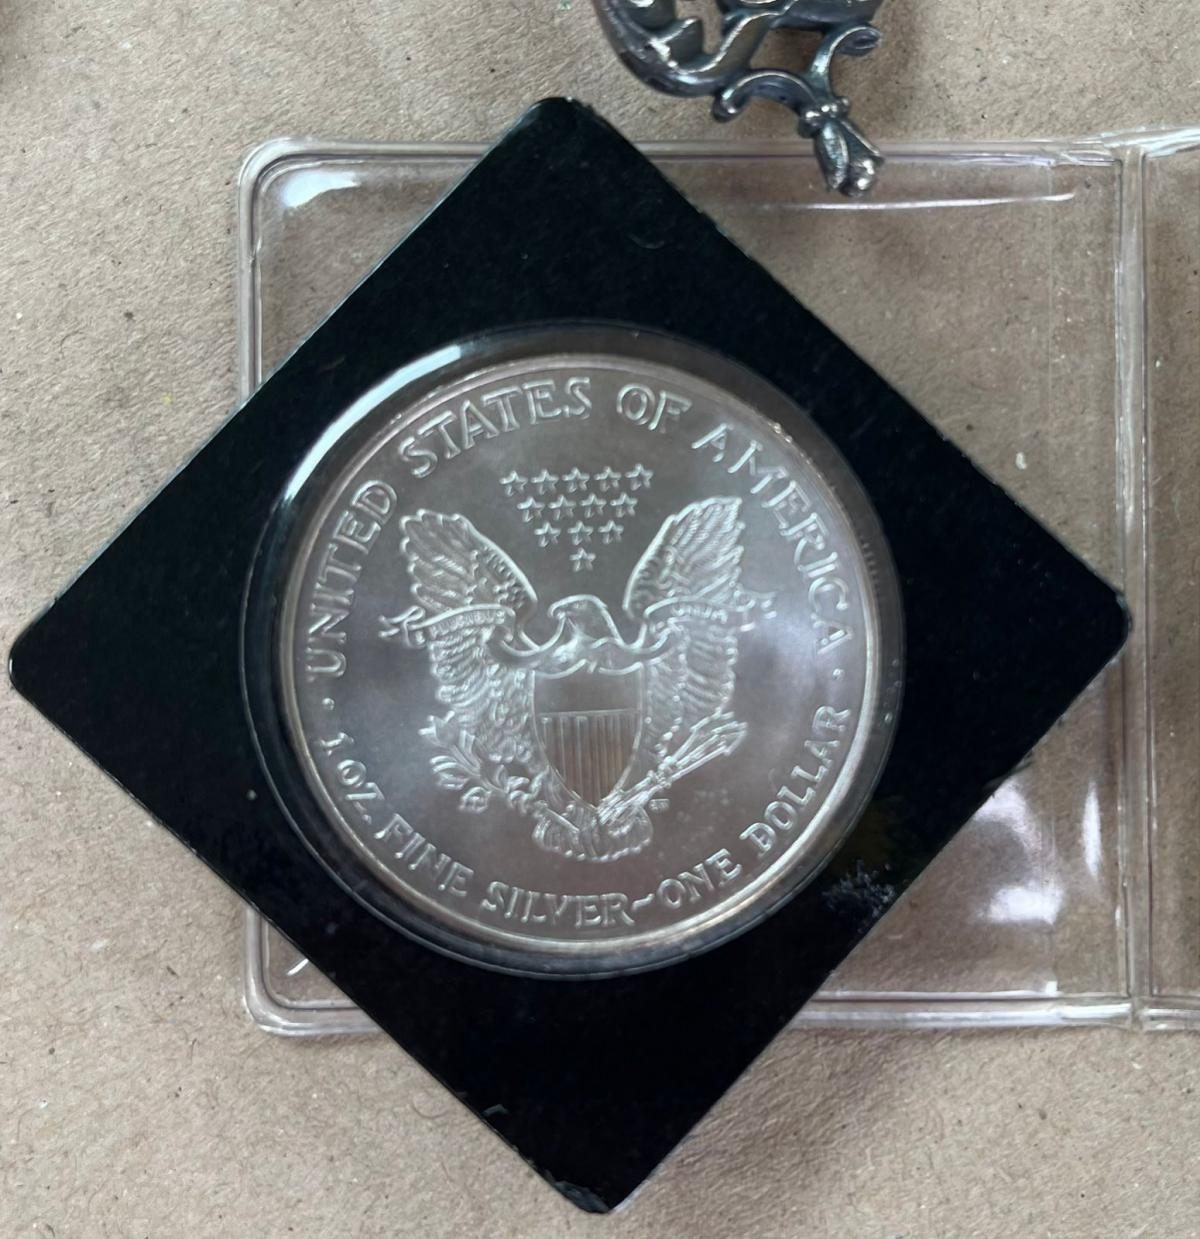 UNITED STATES OF AMERICA
1 OZ. FINE SILVER~ONE DOLLAR